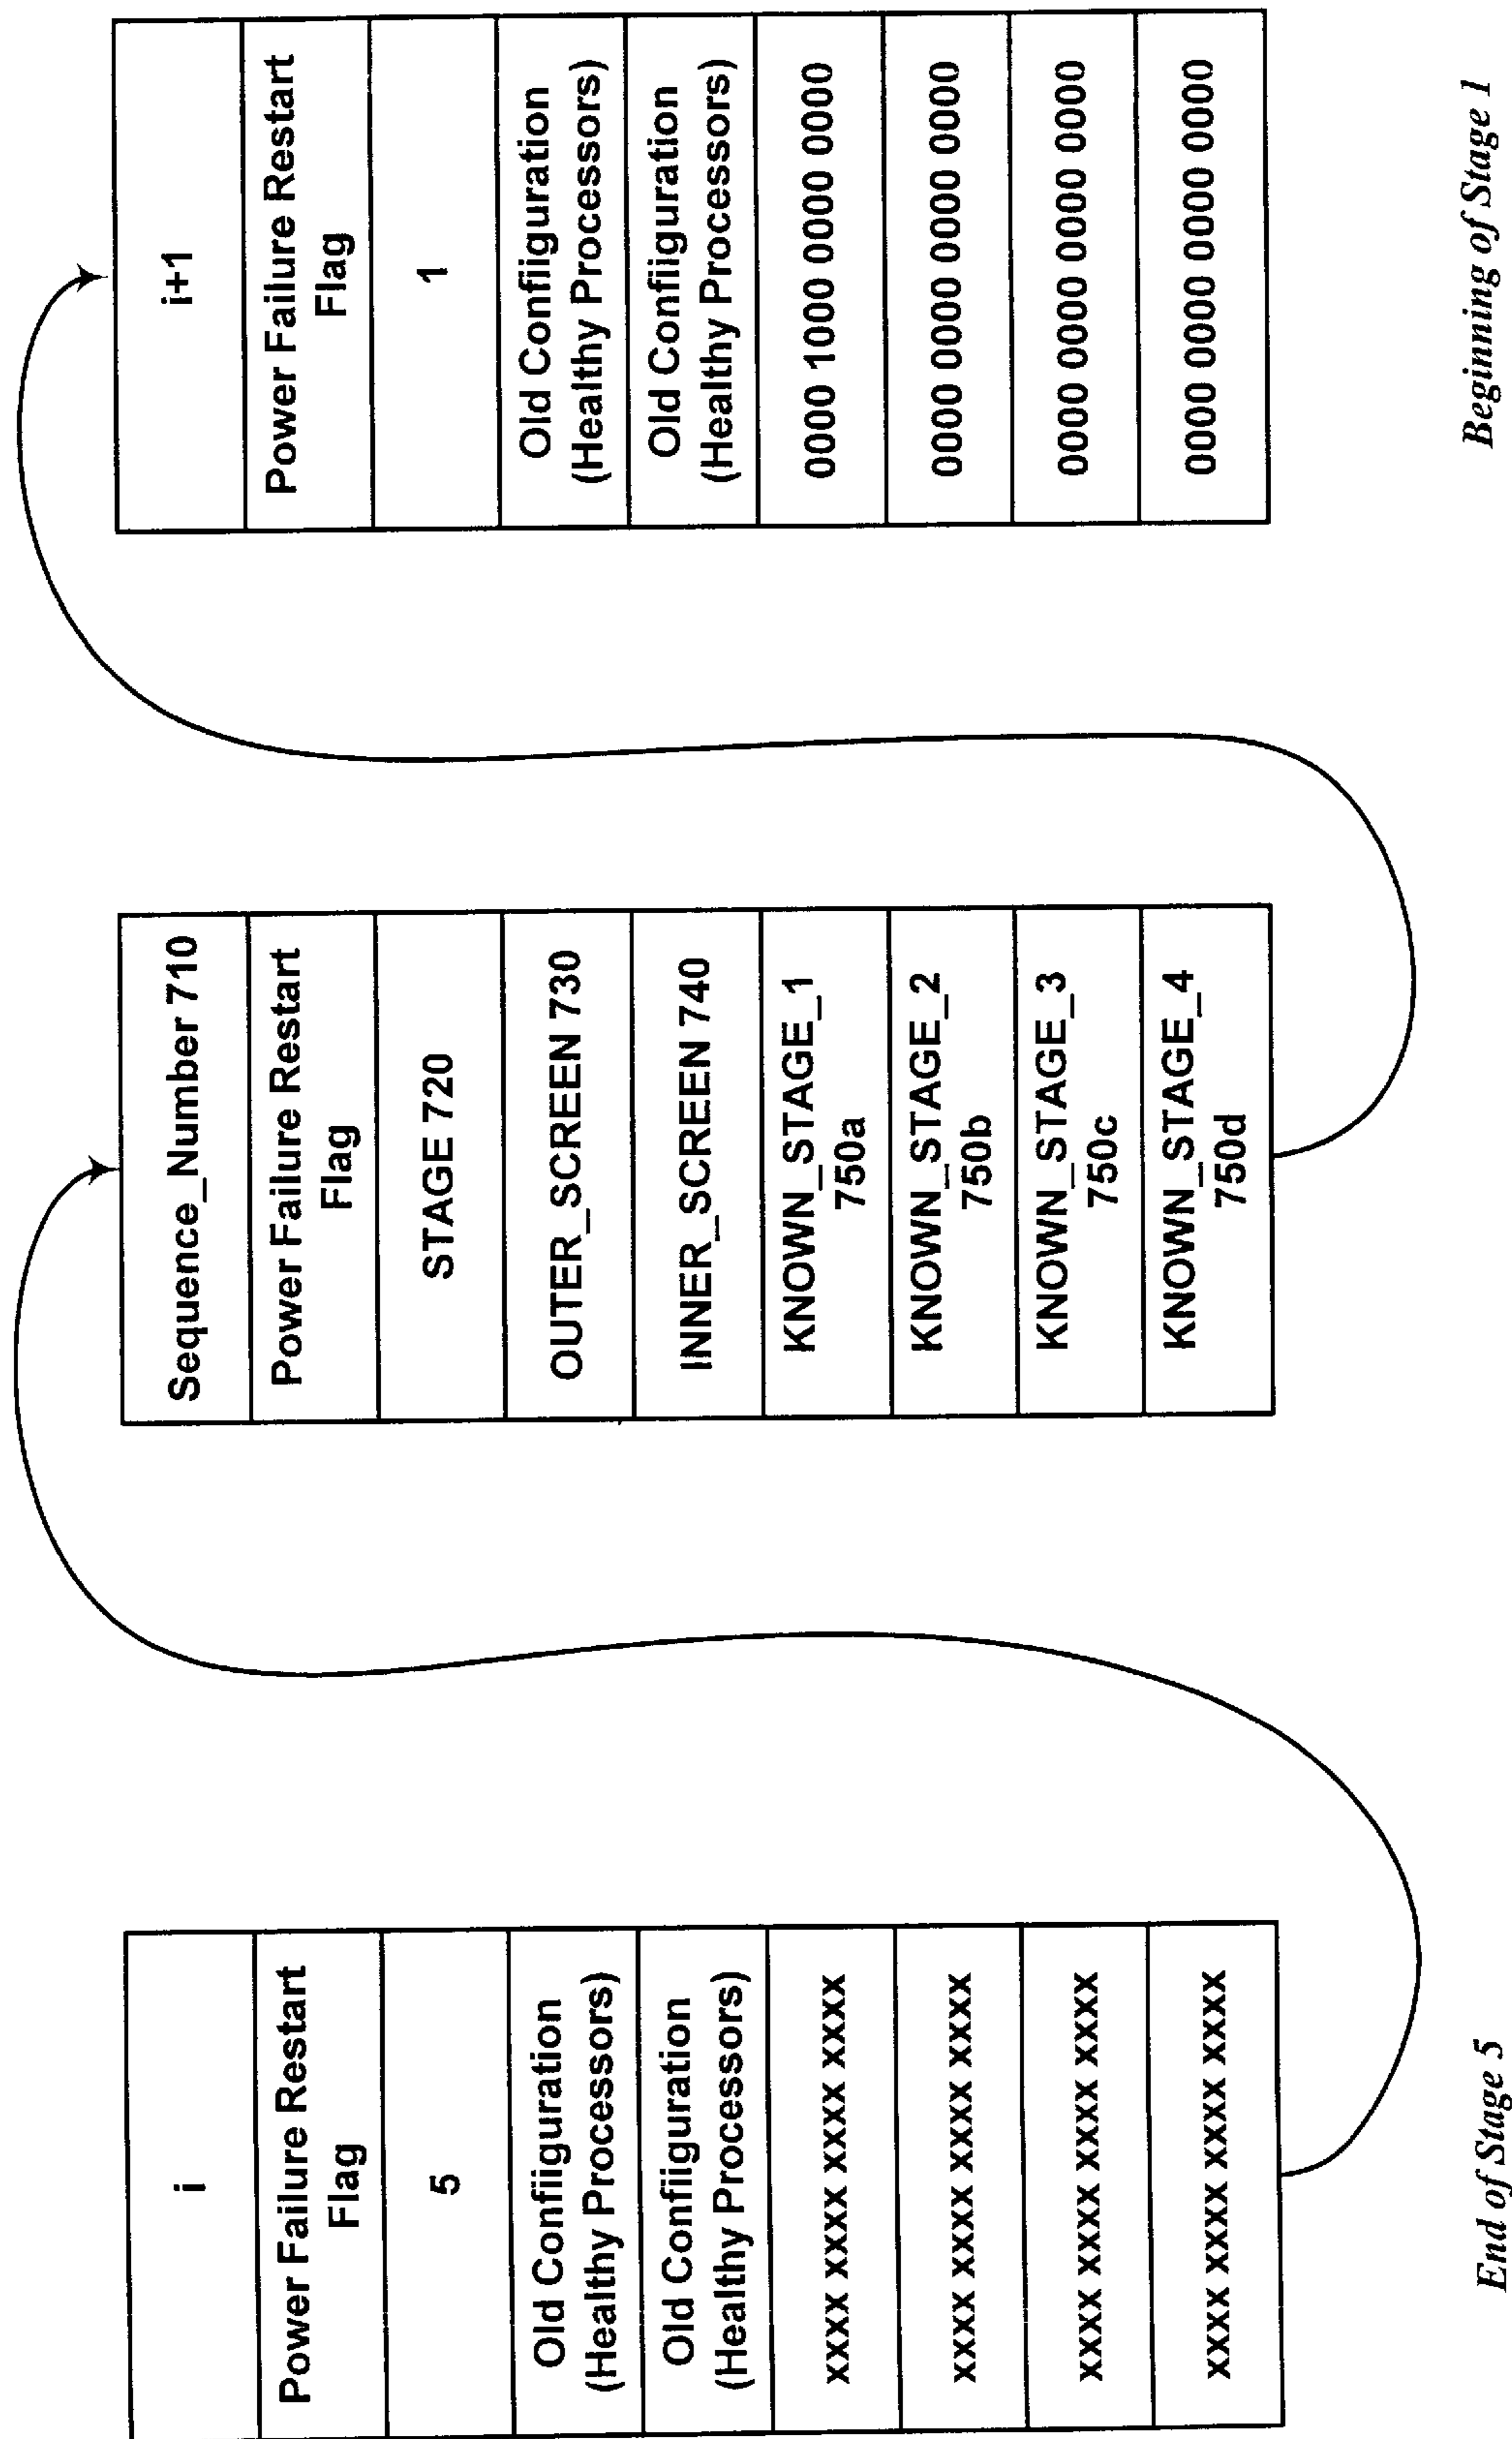 i
Power Failure Restart
Flag
5
Old Confiiguration
(Healthy Processors)
Old Confiiguration
(Healthy Processors)
xxxx xxxx xxxx xxxx
xxxx xxxx xxxx xxxx
xxxx xxxx xxxx xxxx
xxxx xxxx xxxx xxxx
End of Stage 5
Sequence_Number 710
Power Failure Restart
Flag
STAGE 720
OUTER_SCREEN 730
INNER_SCREEN 740
KNOWN_STAGE_1
750a
KNOWN_STAGE_2
750b
KNOWN_STAGE_3
750c
KNOWN_STAGE_4
750d
i+1
Power Failure Restart
Flag
1
Old Confiiguration
(Healthy Processors)
Old Confiiguration
(Healthy Processors)
0000 1000 0000 0000
0000 0000 0000 0000
0000 0000 0000 0000
0000 0000 0000 0000
Beginning of Stage 1